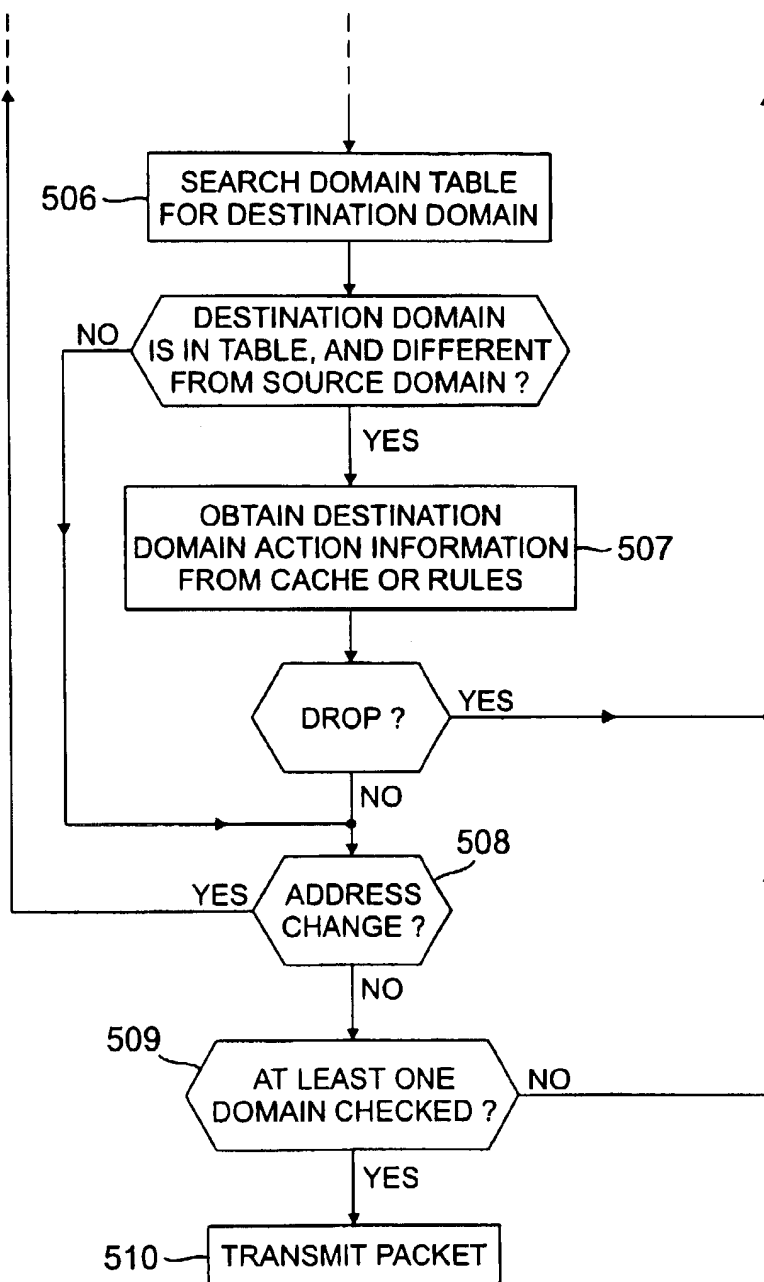 506
SEARCH DOMAIN TABLE
FOR DESTINATION DOMAIN
NO
DESTINATION DOMAIN
IS IN TABLE, AND DIFFERENT
FROM SOURCE DOMAIN ?
YES
OBTAIN DESTINATION
DOMAIN ACTION INFORMATION
FROM CACHE OR RULES
507
DROP ?
YES
NO
508
YES
ADDRESS
CHANGE ?
NO
509
AT LEAST ONE
DOMAIN CHECKED ?
NO
YES
510
TRANSMIT PACKET